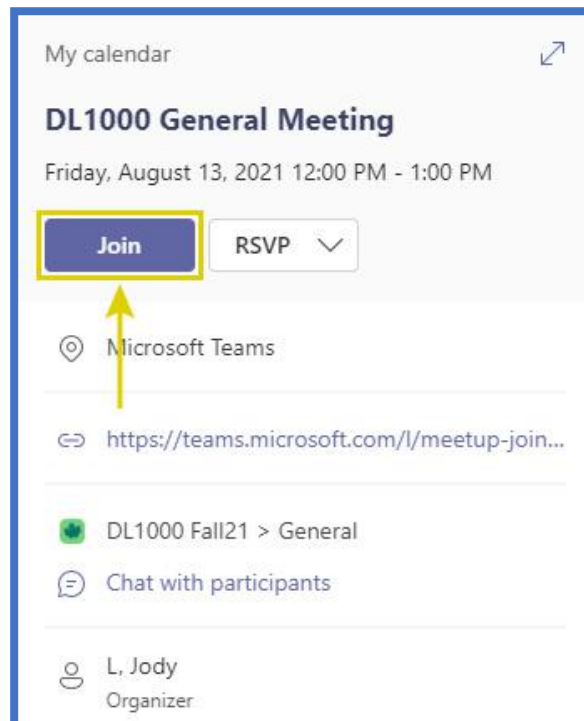 My calendar
DL1000 General Meeting
Friday, August 13, 2021 12:00 PM - 1:00 PM
Join
RSVP
Microsoft Teams
https://teams.microsoft.com/l/meetup-join...
DL1000 Fall21 > General
Chat with participants
L, Jody
Organizer